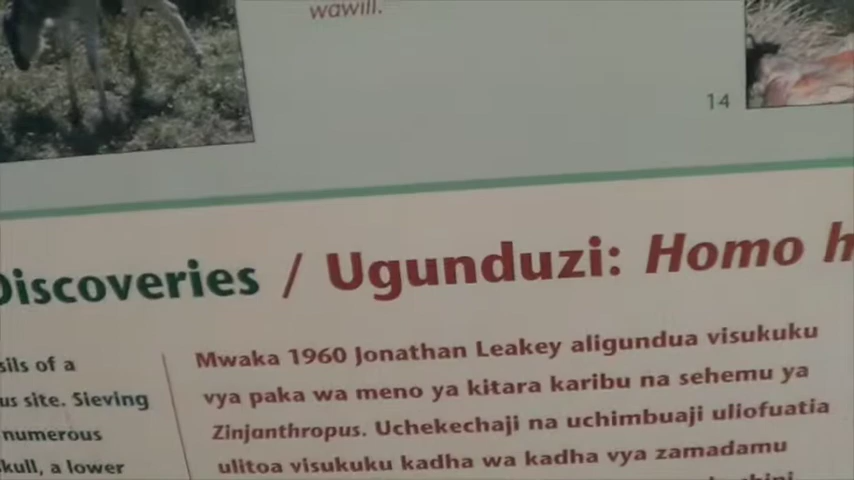 wawill.
14
Discoveries / Ugunduzi: Homo
sils of a
us site. Sieving
numerous
skull, a lower
Mwaka 1960 Jonathan Leakey aligundua visukuku
vya paka wa meno ya kitara karibu na sehemu ya
Zinjanthropus. Uchekechaji na uchimbuaji uliofuatia
ulitoa visukuku kadha wa kadha vya zamadamu